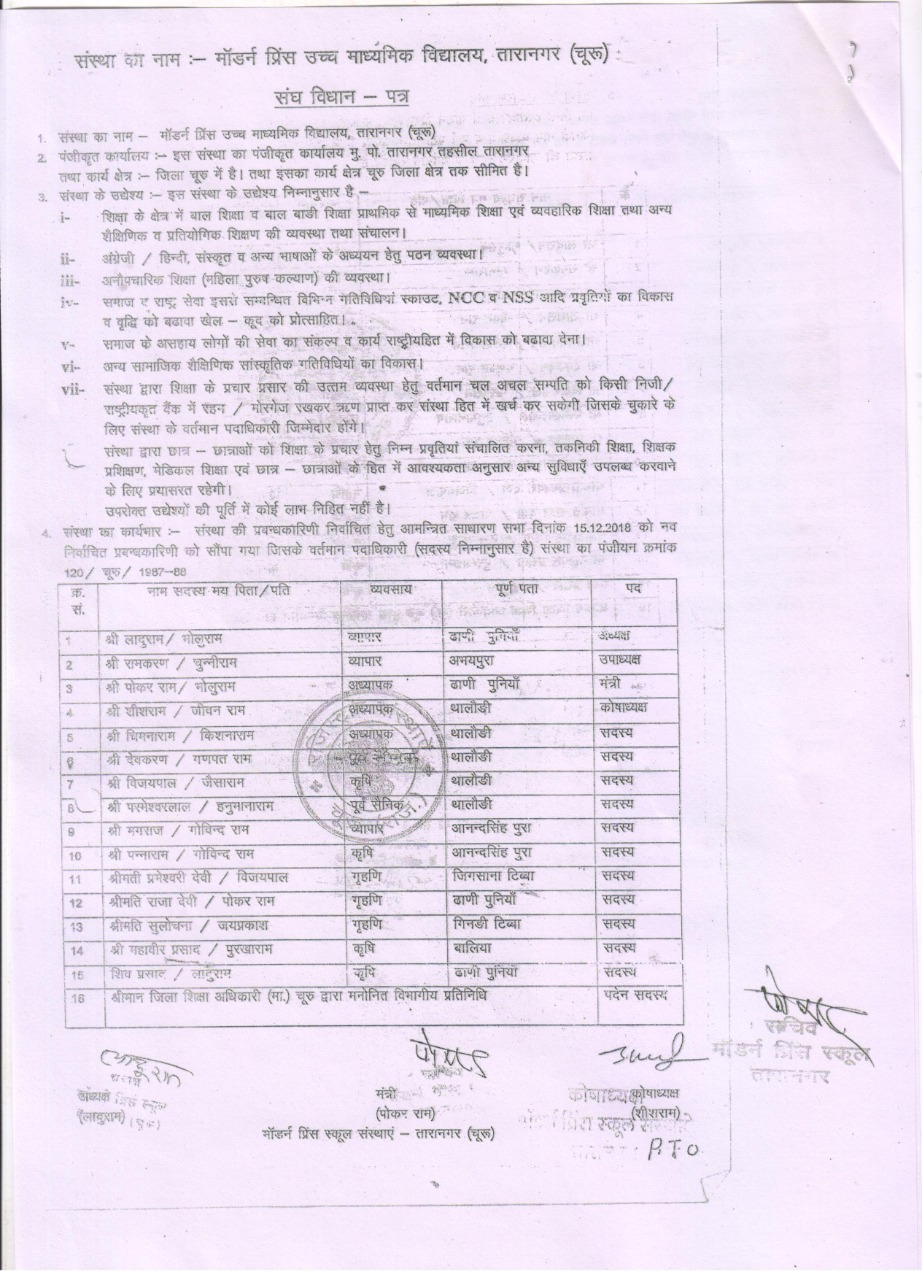 संस्था का नाम :– मॉडर्न प्रिंस उच्च माध्यमिक विद्यालय, तारानगर (चूरू)
संघ विधान – पत्र
1. संस्था का नाम – मॉडर्न प्रिंस उच्च माध्यमिक विद्यालय, तारानगर (चूरू)
2. पंजीकृत कार्यालय :– इस संस्था का पंजीकृत कार्यालय मु. पो. तारानगर तहसील तारानगर
तथा कार्य क्षेत्र :– जिला चूरू में है। तथा इसका कार्य क्षेत्र चूरु जिला क्षेत्र तक सीमित है।
3. संस्था के उद्देश्य :– इस संस्था के उद्येश्य निम्नानुसार है –
i- शिक्षा के क्षेत्र में बाल शिक्षा व बाल बाडी शिक्षा प्राथमिक से माध्यमिक शिक्षा एवं व्यवहारिक शिक्षा तथा अन्य
शैक्षिणिक व प्रतियोगिक शिक्षण की व्यवस्था तथा संचालन।
ii- अंग्रेजी / हिन्दी, संस्कृत व अन्य भाषाओं के अध्ययन हेतु पठन व्यवस्था।
iii- अनौपचारिक शिक्षा (महिला पुरुष कल्याण) की व्यवस्था।
iv- समाज व राष्ट्र सेवा इससे सम्बन्धित विभिन्न गतिविधियां स्काउट, NCC व NSS आदि प्रवृतियों का विकास
व वृद्धि को बढावा खेल – कूद को प्रोत्साहित।
v- समाज के असहाय लोगों की सेवा का संकल्प व कार्य राष्ट्रीयहित में विकास को बढावा देना।
vi- अन्य सामाजिक शैक्षिणिक सांस्कृतिक गतिविधियों का विकास।
vii- संस्था द्वारा शिक्षा के प्रचार प्रसार की उत्तम व्यवस्था हेतु वर्तमान चल अचल सम्पति को किसी निजी/
राष्ट्रीयकृत बैंक में रहन / मोरगेज रखकर ऋण प्राप्त कर संस्था हित में खर्च कर सकेगी जिसके चुकारे के
लिए संस्था के वर्तमान पदाधिकारी जिम्मेदार होंगे।
संस्था द्वारा छात्र – छात्राओं को शिक्षा के प्रचार हेतु निम्न प्रवृतियां संचालित करना, तकनिकी शिक्षा, शिक्षक
प्रशिक्षण, मेडिकल शिक्षा एवं छात्र – छात्राओं के हित में आवश्यकता अनुसार अन्य सुविधाएँ उपलब्ध करवाने
के लिए प्रयासरत रहेगी।
उपरोक्त उद्येश्यों की पूर्ति में कोई लाभ निहित नहीं है।
4. संस्था का कार्यभार :– संस्था की प्रबन्धकारिणी निर्वाचित हेतु आमन्त्रित साधारण सभा दिनांक 15.12.2018 को नव
निर्वाचित प्रबन्धकारिणी को सौंपा गया जिसके वर्तमान पदाधिकारी (सदस्य निम्नानुसार है) संस्था का पंजीयन क्रमांक
120/ चूरू/ 1987–88
क्र. सं. नाम सदस्य मय पिता/पति व्यवसाय पूर्ण पता पद
1 श्री लादुराम/ भोलुराम व्यापार ढाणी पुनियाँ अध्यक्ष
2 श्री रामकरण / चुन्नीराम व्यापार अभयपुरा उपाध्यक्ष
3 श्री पोकर राम/ भोलुराम अध्यापक ढाणी पुनियाँ मंत्री
4 श्री शीशराम / जीवन राम अध्यापक थालौडी कोषाध्यक्ष
5 श्री चिमनाराम / किशनाराम अध्यापक थालौडी सदस्य
6 श्री देवकरण / गणपत राम थालौडी सदस्य
7 श्री विजयपाल / जैसाराम कृषि थालौडी सदस्य
8 श्री परमेश्वरलाल / हनुमानाराम पूर्व सैनिक थालौडी सदस्य
9 श्री मगराज / गोविन्द राम व्यापार आनन्दसिंह पुरा सदस्य
10 श्री पन्नाराम / गोविन्द राम कृषि आनन्दसिंह पुरा सदस्य
11 श्रीमती प्रमेश्वरी देवी / विजयपाल गृहणि जिगसाना टिब्बा सदस्य
12 श्रीमति राजा देवी / पोकर राम गृहणि ढाणी पुनियाँ सदस्य
13 श्रीमति सुलोचना / जयप्रकाश गृहणि गिनडी टिब्बा सदस्य
14 श्री महावीर प्रसाद / पुरखाराम कृषि बालिया सदस्य
15 शिव प्रसाद / लादुराम कृषि ढाणी पुनियां सदस्य
16 श्रीमान जिला शिक्षा अधिकारी (मा.) चूरू द्वारा मनोनित विभागीय प्रतिनिधि पदेन सदस्य
सचिव
मॉडर्न प्रिंस स्कूल
तारानगर
अध्यक्ष मंत्री कोषाध्यक्ष कोषाध्यक्ष
(लादुराम) (पोकर राम) (शीशराम)
मॉडर्न प्रिंस स्कूल संस्थाएं – तारानगर (चूरू)
P.T.O.